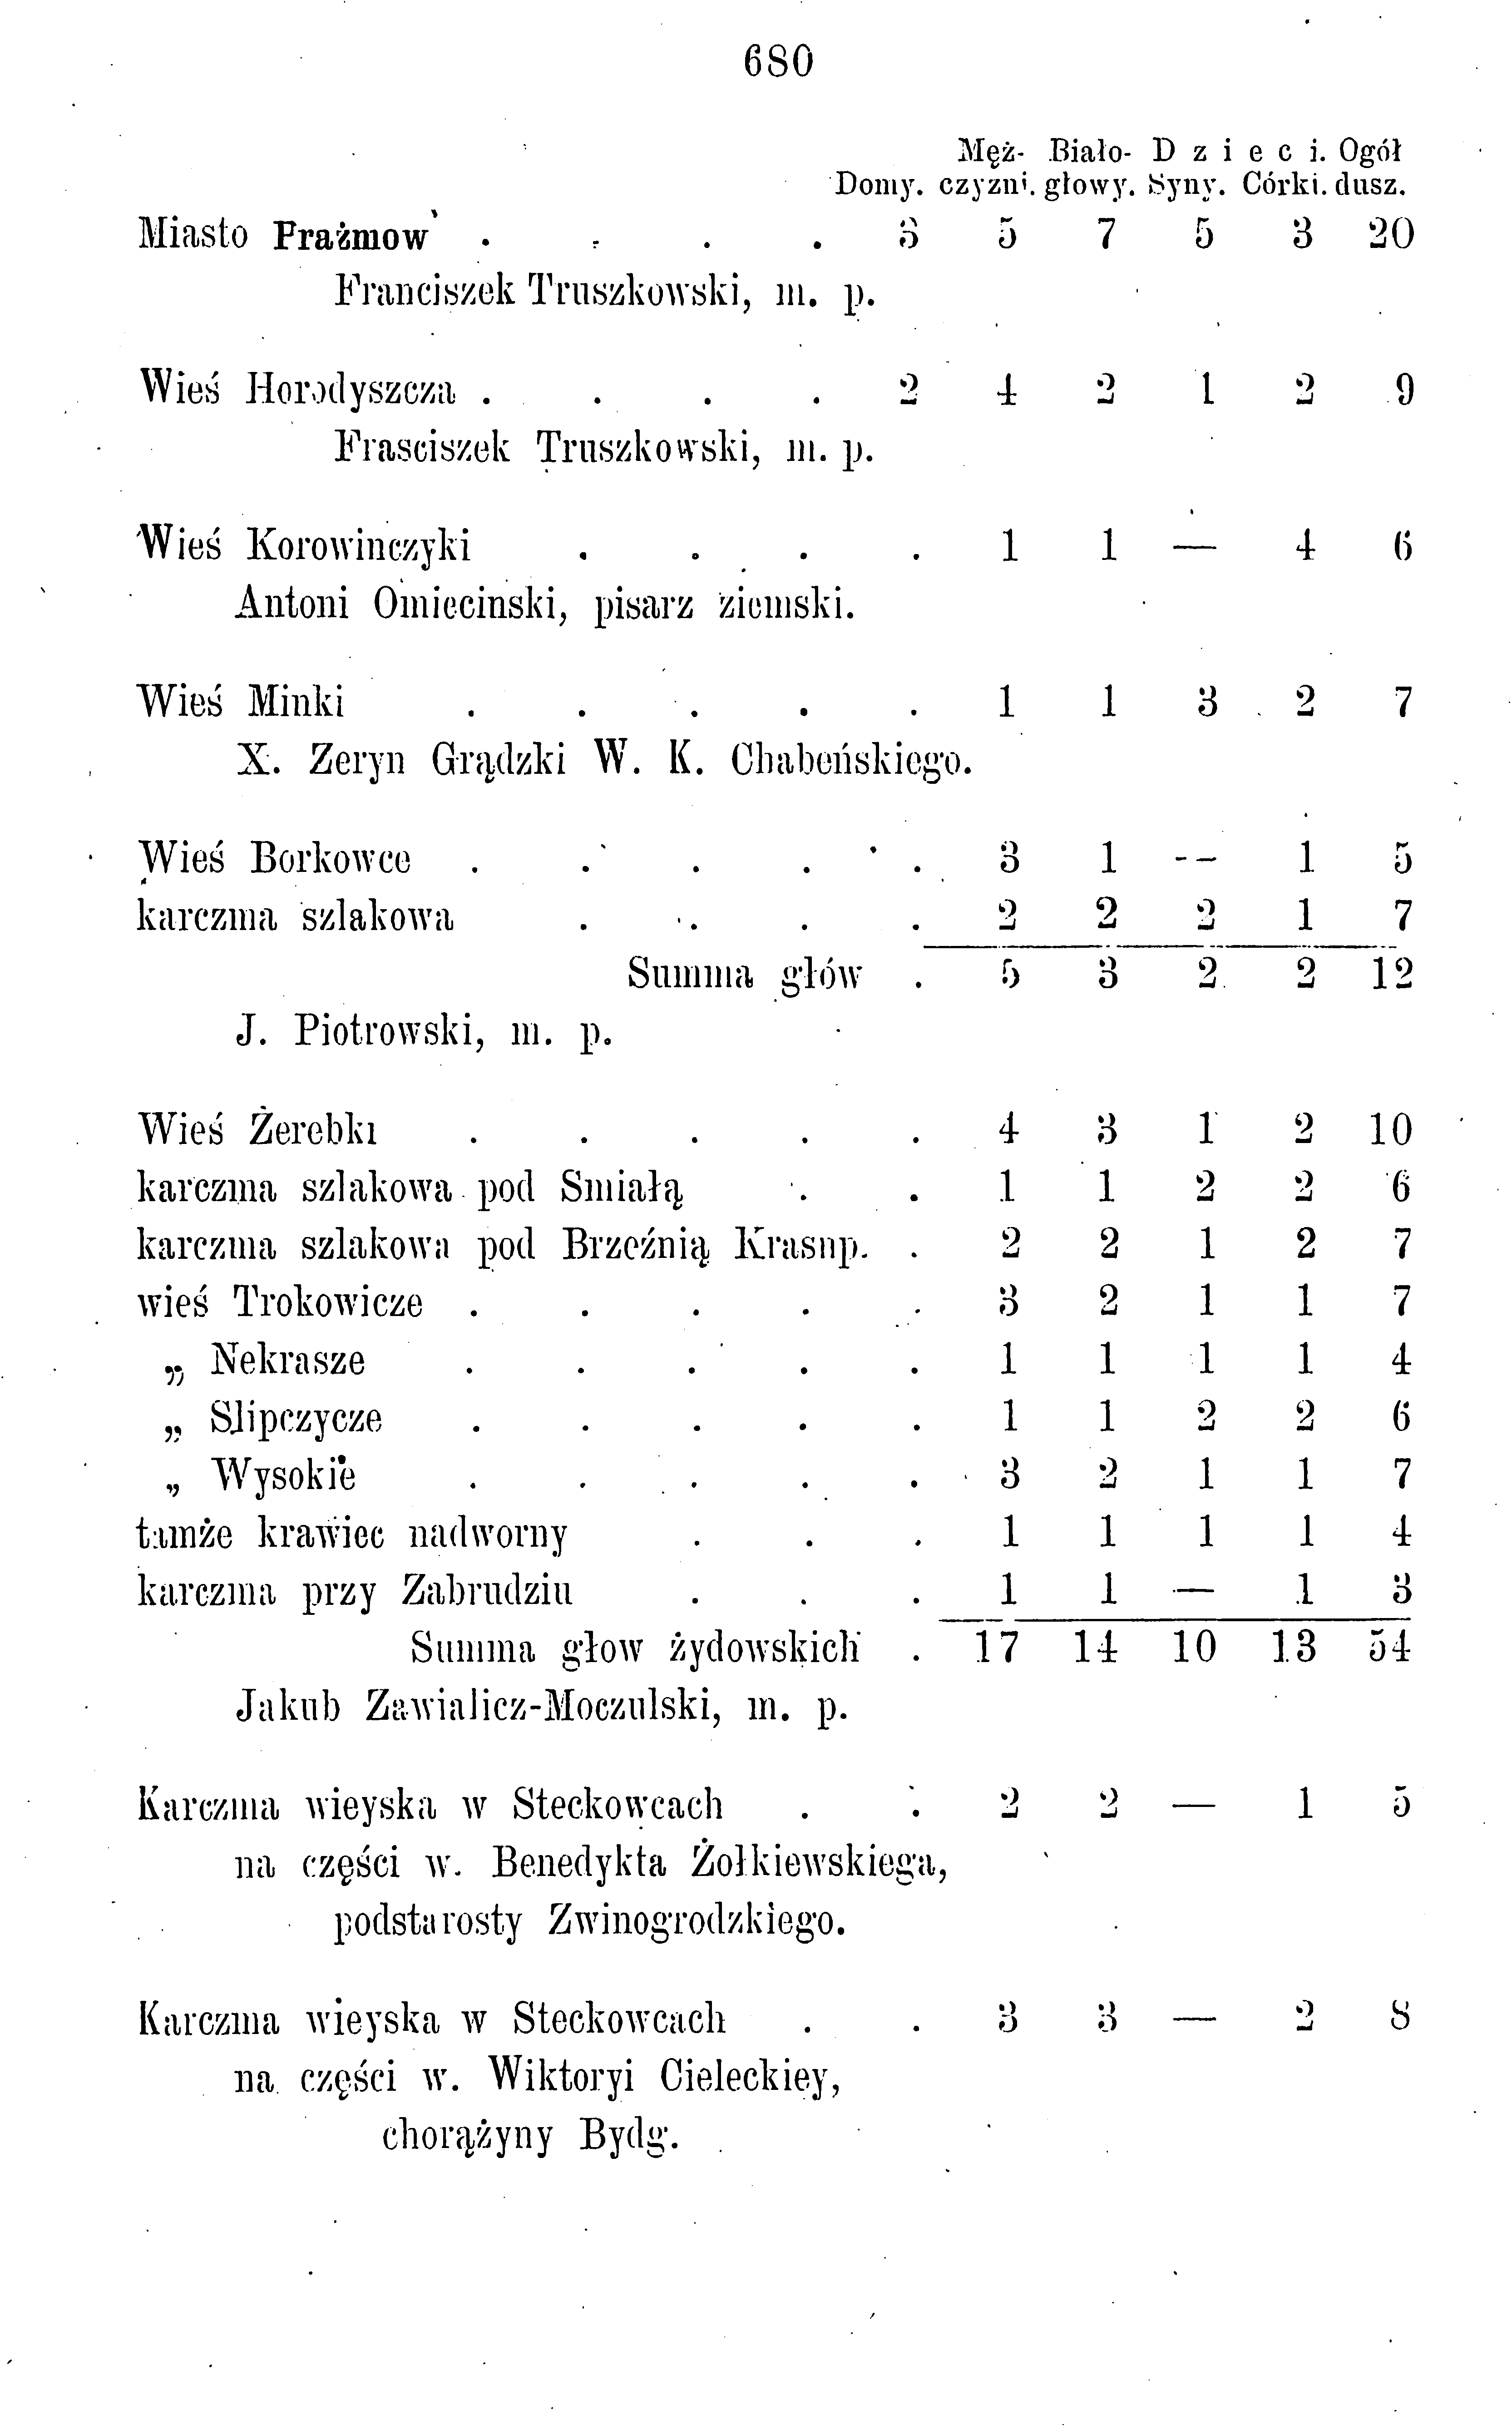 680
Męż- Biało- D z i e c i. Ogół
Domy. czyzni. głowy. Syny. Córki. dusz.
Miasto Prażmow . . . . 3 5 7 5 3 20
Franciszek Truszkowski, m. p.
Wieś Horodyszcza . . . . 2 4 2 1 2 9
Frasciszek Truszkowski, m. p.
Wieś Korowinczyki . . . . 1 1 — 4 6
Antoni Omiecinski, pisarz ziemski.
Wieś Minki . . . . . 1 1 3 2 7
X. Zeryn Grądzki W. K. Chabeńskiego.
Wieś Borkowce . . . . . 3 1 — 1 5
karczma szlakowa . . . . 2 2 2 1 7
Summa głów . 5 3 2 2 12
J. Piotrowski, m. p.
Wieś Żerebki . . . . . 4 3 1 2 10
karczma szlakowa pod Smiałą . . 1 1 2 2 6
karczma szlakowa pod Brzeźnią Krasnp. . 2 2 1 2 7
wieś Trokowicze . . . . . 3 2 1 1 7
„ Nekrasze . . . . . 1 1 1 1 4
„ Slipczycze . . . . . 1 1 2 2 6
„ Wysokie . . . . . 3 2 1 1 7
tamże krawiec nadworny . . . 1 1 1 1 4
karczma przy Zabrudziu . . . 1 1 — 1 3
Summa głow żydowskich . 17 14 10 13 54
Jakub Zawialicz-Moczulski, m. p.
Karczma wieyska w Steckowcach . . 2 2 — 1 5
na części w. Benedykta Żołkiewskiega,
podstarosty Zwinogrodzkiego.
Karczma wieyska w Steckowcach . . 3 3 — 2 8
na części w. Wiktoryi Cieleckiey,
chorążyny Bydg.